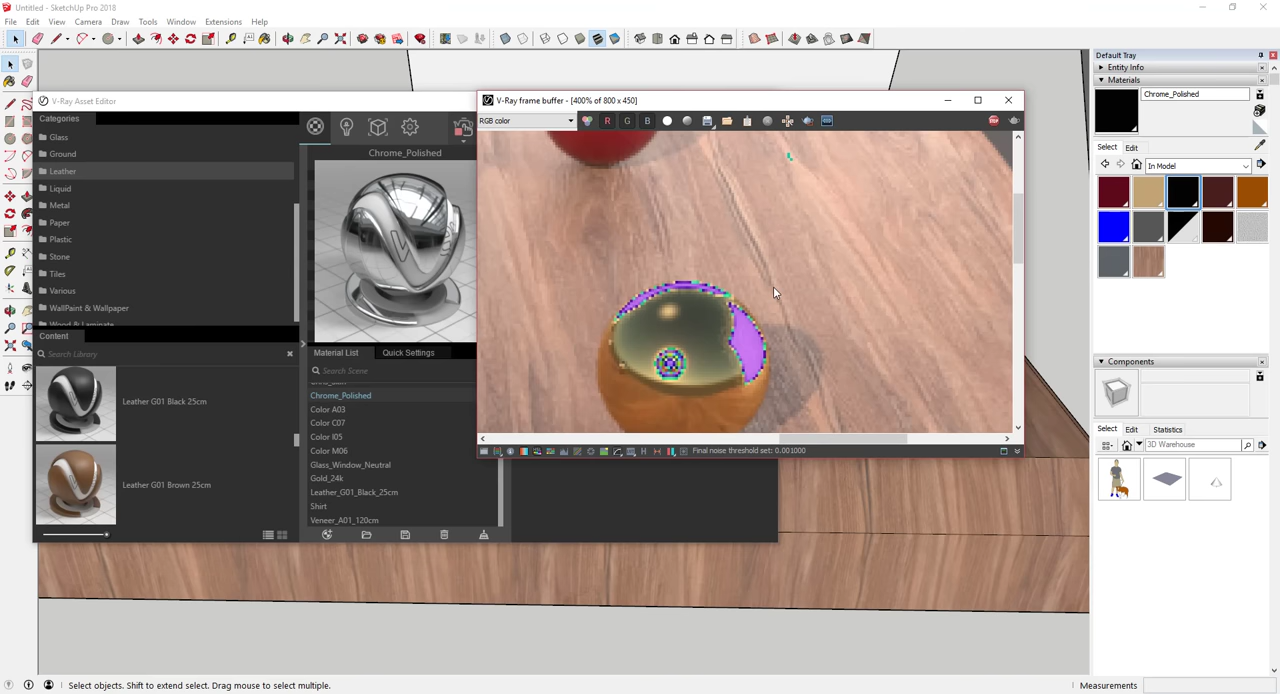 Untitled - SketchUp Pro 2018
File Edit View Camera Draw Tools Window Extensions Help
V-Ray Asset Editor
Categories
Glass
Ground
Leather
Liquid
Metal
Paper
Plastic
Stone
Tiles
Various
WallPaint & Wallpaper
Wood & Laminate
Content
Search Library
Leather G01 Black 25cm
Leather G01 Brown 25cm
Chrome_Polished
Material List Quick Settings
Search Scene
Chrome_Polished
Color A03
Color C07
Color I05
Color M06
Glass_Window_Neutral
Gold_24k
Leather_G01_Black_25cm
Shirt
Veneer_A01_120cm
V-Ray frame buffer - [400% of 800 x 450]
RGB color
R G B
Final noise threshold set: 0.001000
Default Tray
Entity Info
Materials
Chrome_Polished
Select Edit
In Model
Components
Select Edit Statistics
3D Warehouse
Select objects. Shift to extend select. Drag mouse to select multiple.
Measurements